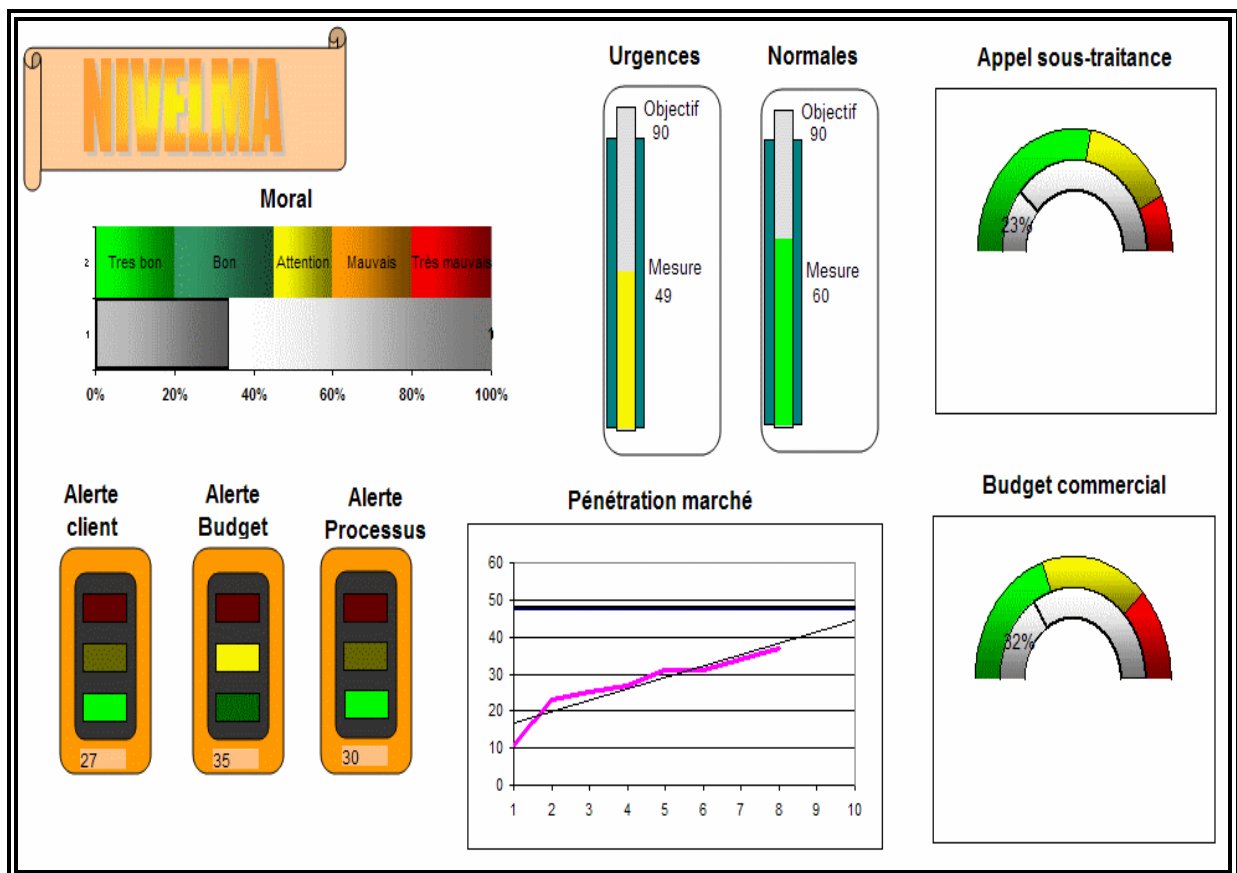 NIVELMA
Moral
2
Tres bon
Bon
Attention
Mauvais
Très mauvais
1
1
0%
20%
40%
60%
80%
100%
Urgences
Objectif
90
Mesure
49
Normales
Objectif
90
Mesure
60
Appel sous-traitance
23%
Alerte
client
27
Alerte
Budget
35
Alerte
Processus
30
Pénétration marché
60
50
40
30
20
10
0
1
2
3
4
5
6
7
8
9
10
Budget commercial
32%